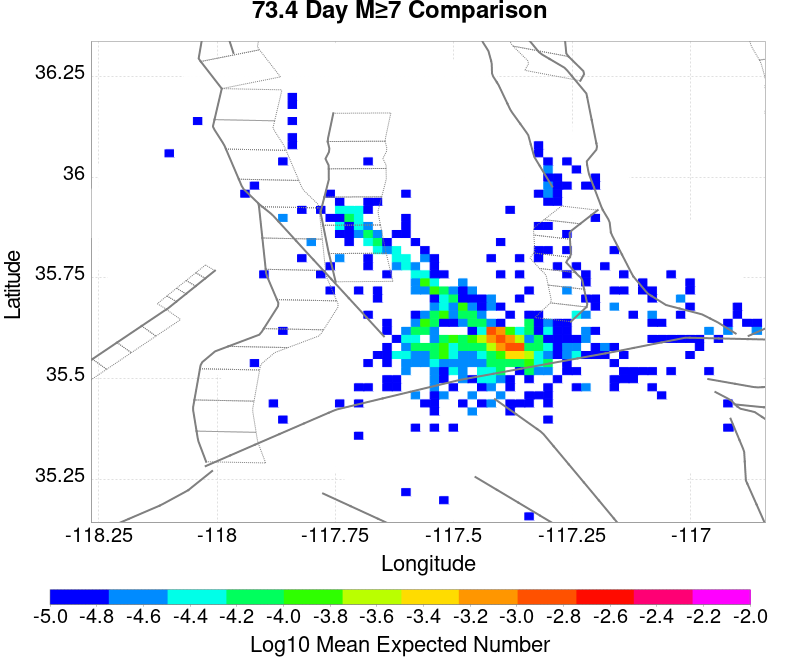 73.4 Day M≥7 Comparison
36.25
36
35.75
35.5
35.25
Latitude
-118.25 -118 -117.75 -117.5 -117.25 -117
Longitude
-5.0 -4.8 -4.6 -4.4 -4.2 -4.0 -3.8 -3.6 -3.4 -3.2 -3.0 -2.8 -2.6 -2.4 -2.2 -2.0
Log10 Mean Expected Number